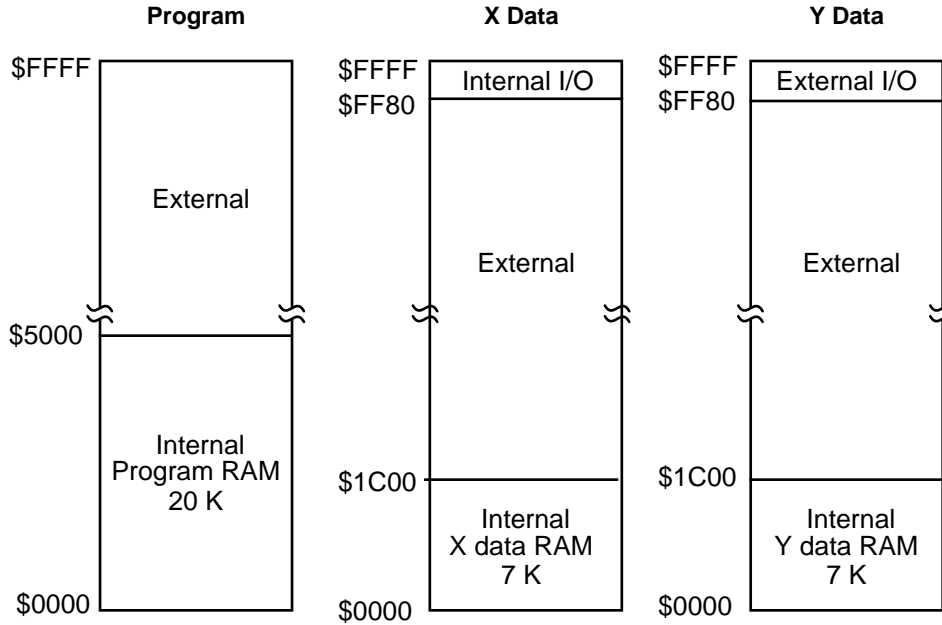 Program
$FFFF
External
$5000
Internal
Program RAM
20 K
$0000
X Data
$FFFF
Internal I/O
$FF80
External
$1C00
Internal
X data RAM
7 K
$0000
Y Data
$FFFF
External I/O
$FF80
External
$1C00
Internal
Y data RAM
7 K
$0000